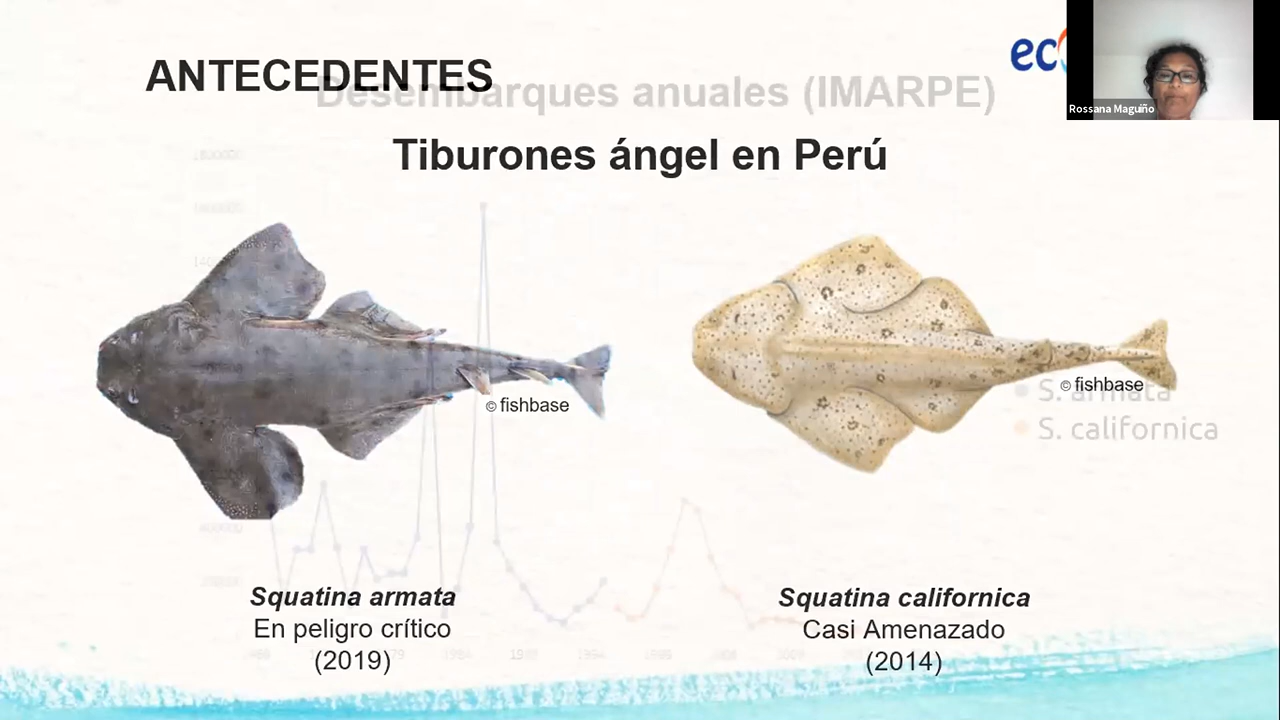 ANTECEDENTES
Desembarques anuales (IMARPE)
Rossana Maguiño
Tiburones ángel en Perú
© fishbase
© fishbase
S. armata
S. californica
Squatina armata
En peligro crítico
(2019)
Squatina californica
Casi Amenazado
(2014)